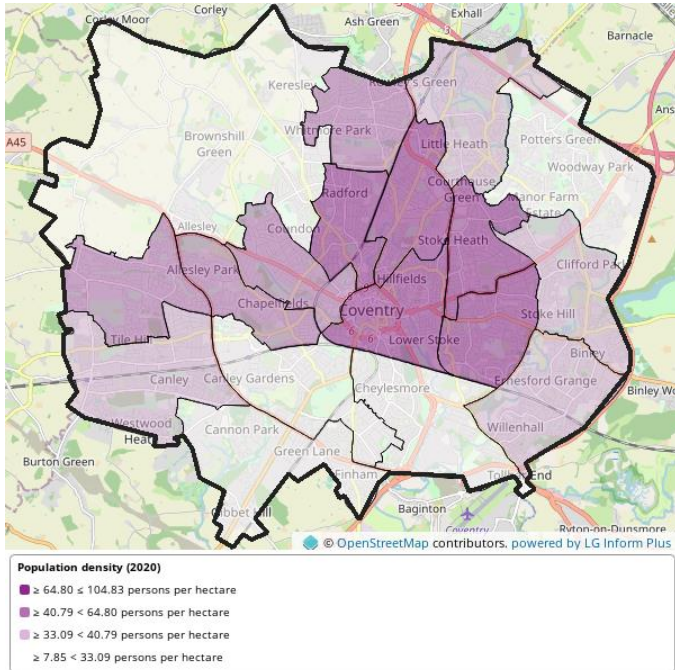 Corley Moor
Corley
Ash Green
Exhall
Barnacle
Keresley
Green
A45
Brownshill
Green
Whitmore Park
Little Heath
Potters Green
Woodway Park
Radford
Courthouse
Green
Manor Farm
Estate
Allesley
Coundon
Stoke Heath
Clifford Park
Allesley Park
Hillfields
Chapelfields
Coventry
Stoke Hill
Tile Hill
Lower Stoke
Binley
Canley
Canley Gardens
Cheylesmore
Ernesford Grange
Binley Wo
Westwood
Heath
Cannon Park
Willenhall
Burton Green
Green Lane
Finham
End
Gibbet Hill
Baginton
Coventry
Ryton-on-Dunsmore
© OpenStreetMap contributors, powered by LG Inform Plus
Population density (2020)
≥ 64.80 ≤ 104.83 persons per hectare
≥ 40.79 < 64.80 persons per hectare
≥ 33.09 < 40.79 persons per hectare
≥ 7.85 < 33.09 persons per hectare